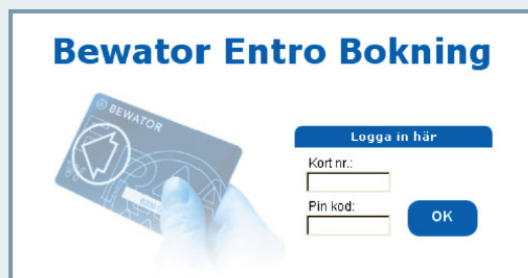 Bewator Entro Bokning
BEWATOR
Logga in här
Kort nr.:
Pin kod:
OK